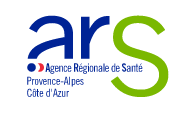 ars
Agence Régionale de Santé
Provence-Alpes
Côte d'Azur